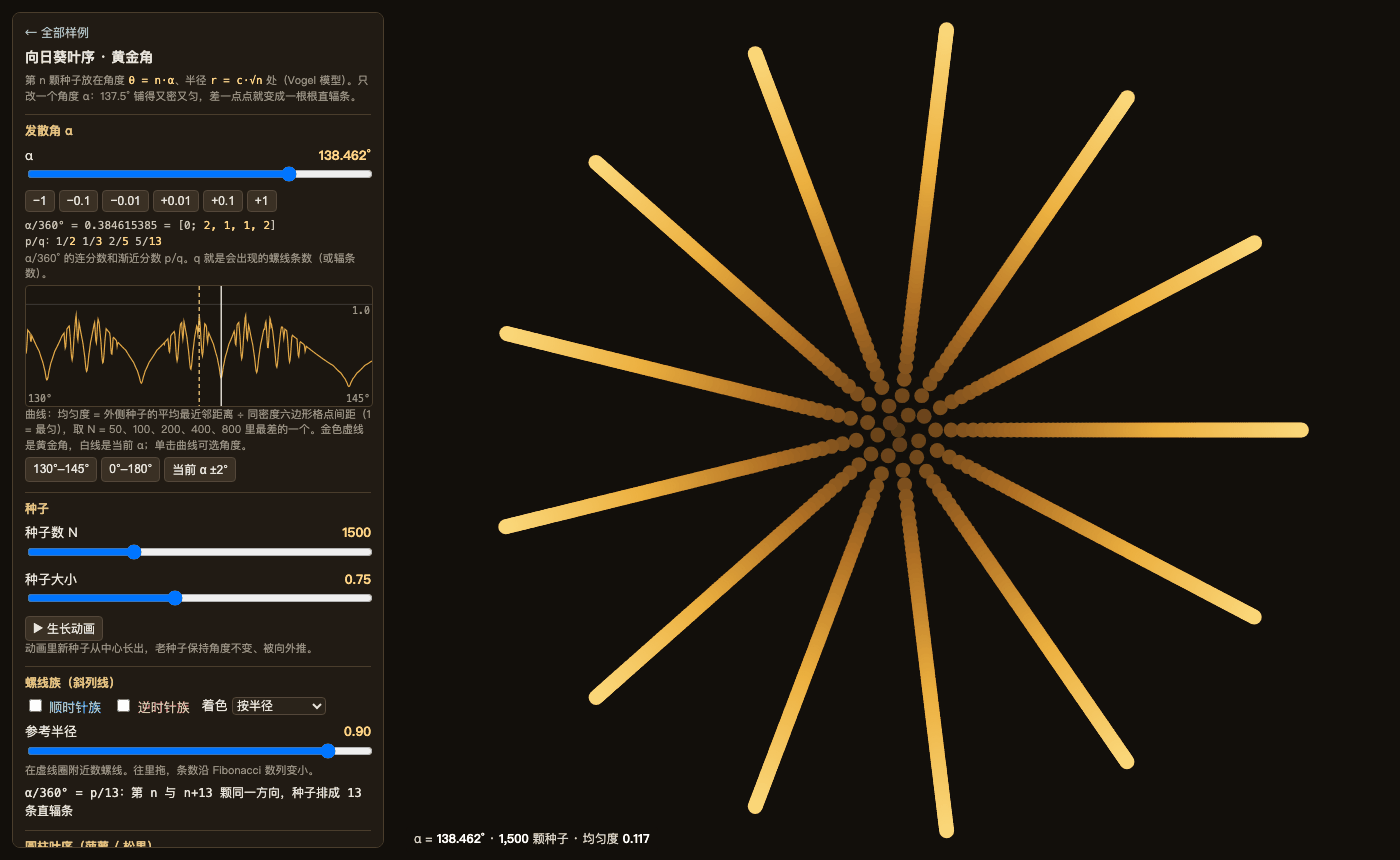 ← 全部样例
向日葵叶序 · 黄金角
第 n 颗种子放在角度 θ = n·α、半径 r = c·√n 处（Vogel 模型）。只
改一个角度 α：137.5° 铺得又密又匀，差一点点就变成一根根直辐条。
发散角 α
α 138.462°
−1 −0.1 −0.01 +0.01 +0.1 +1
α/360° = 0.384615385 = [0; 2, 1, 1, 2]
p/q: 1/2 1/3 2/5 5/13
α/360° 的连分数和渐近分数 p/q。q 就是会出现的螺线条数（或辐条
数）。
1.0
130° 145°
曲线：均匀度 = 外侧种子的平均最近邻距离 ÷ 同密度六边形格点间距（1
= 最匀），取 N = 50、100、200、400、800 里最差的一个。金色虚线
是黄金角，白线是当前 α；单击曲线可选角度。
130°–145° 0°–180° 当前 α ±2°
种子
种子数 N 1500
种子大小 0.75
▶ 生长动画
动画里新种子从中心长出，老种子保持角度不变、被向外推。
螺线族（斜列线）
顺时针族 逆时针族 着色 按半径
参考半径 0.90
在虚线圈附近数螺线。往里拖，条数沿 Fibonacci 数列变小。
α/360° = p/13: 第 n 与 n+13 颗同一方向，种子排成 13
条直辐条
圆柱叶序（菠萝 / 松果）
α = 138.462° · 1,500 颗种子 · 均匀度 0.117